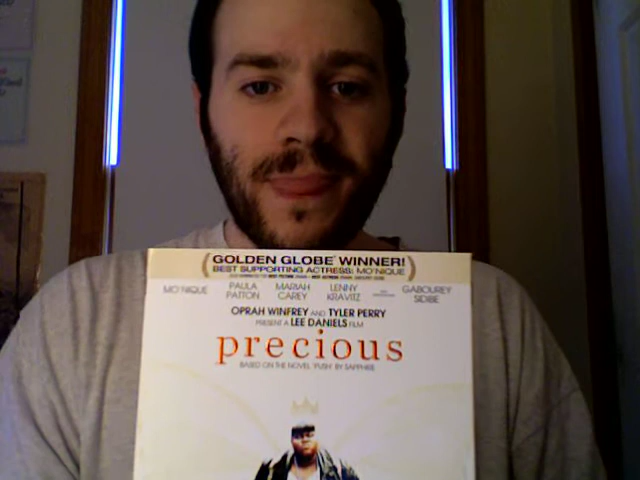 GOLDEN GLOBE® WINNER!
BEST SUPPORTING ACTRESS: MO'NIQUE
MO'NIQUE PAULA PATTON MARIAH CAREY LENNY KRAVITZ GABOUREY SIDIBE
OPRAH WINFREY AND TYLER PERRY
PRESENT A LEE DANIELS FILM
precious
BASED ON THE NOVEL 'PUSH' BY SAPPHIRE